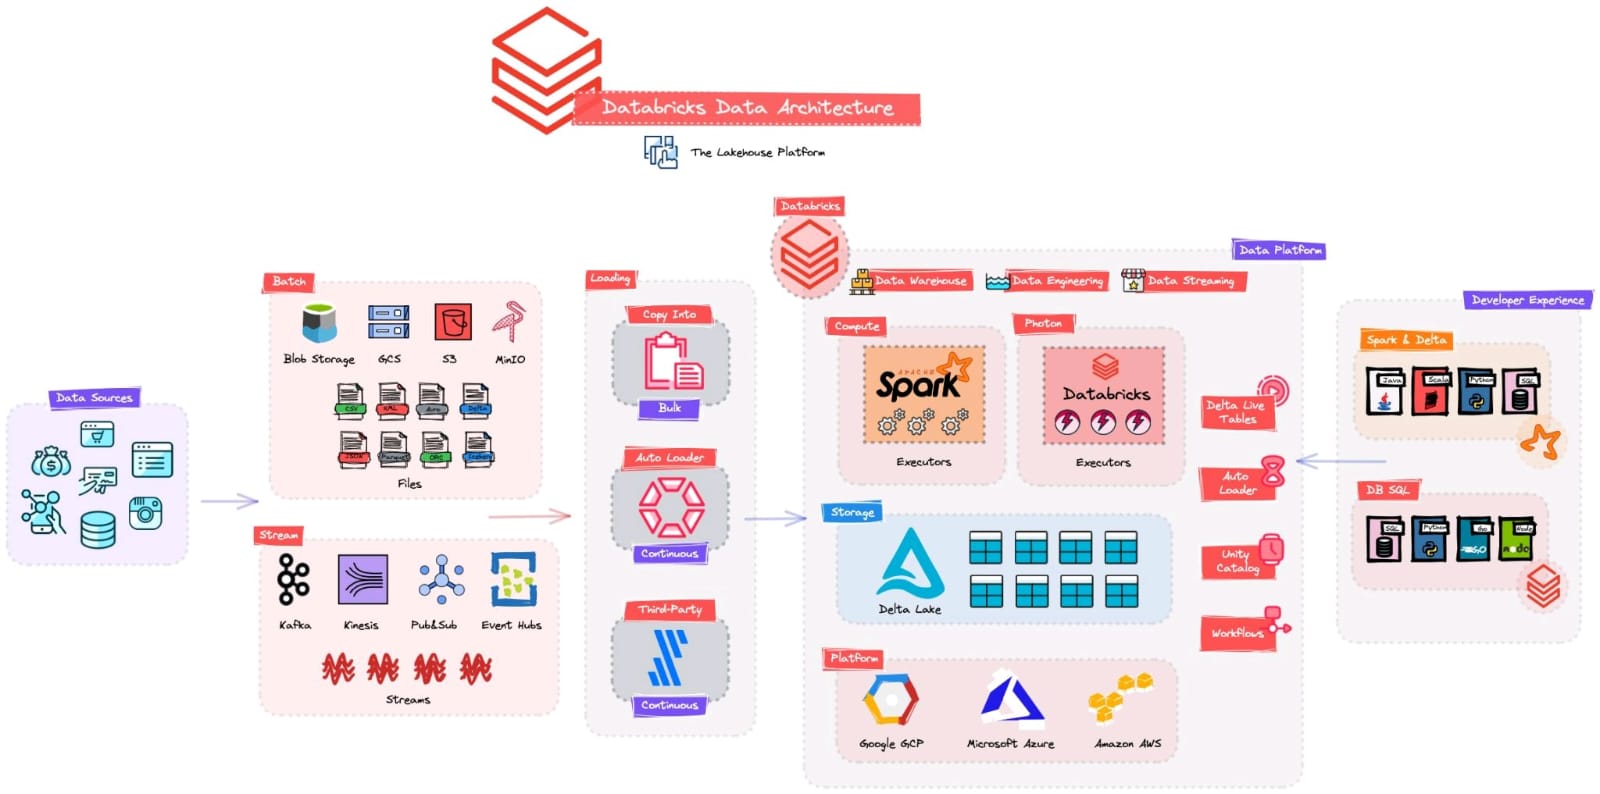 Databricks Data Architecture
The Lakehouse Platform
Data Sources
Batch
Blob Storage
GCS
S3
MinIO
CSV
XML
Avro
Delta
JSON
Parquet
ORC
Files
Stream
Kafka
Kinesis
Pub&Sub
Event Hubs
Streams
Loading
Copy Into
Bulk
Auto Loader
Continuous
Third-Party
Continuous
Databricks
Data Platform
Data Warehouse
Data Engineering
Data Streaming
Compute
APACHE
Spark
Executors
Photon
Databricks
Executors
Delta Live
Tables
Auto
Loader
Unity
Catalog
Workflows
Storage
Delta Lake
Platform
Google GCP
Microsoft Azure
Amazon AWS
Developer Experience
Spark & Delta
Java
Scala
Python
SQL
DB SQL
SQL
Python
Go
GO
Node
node